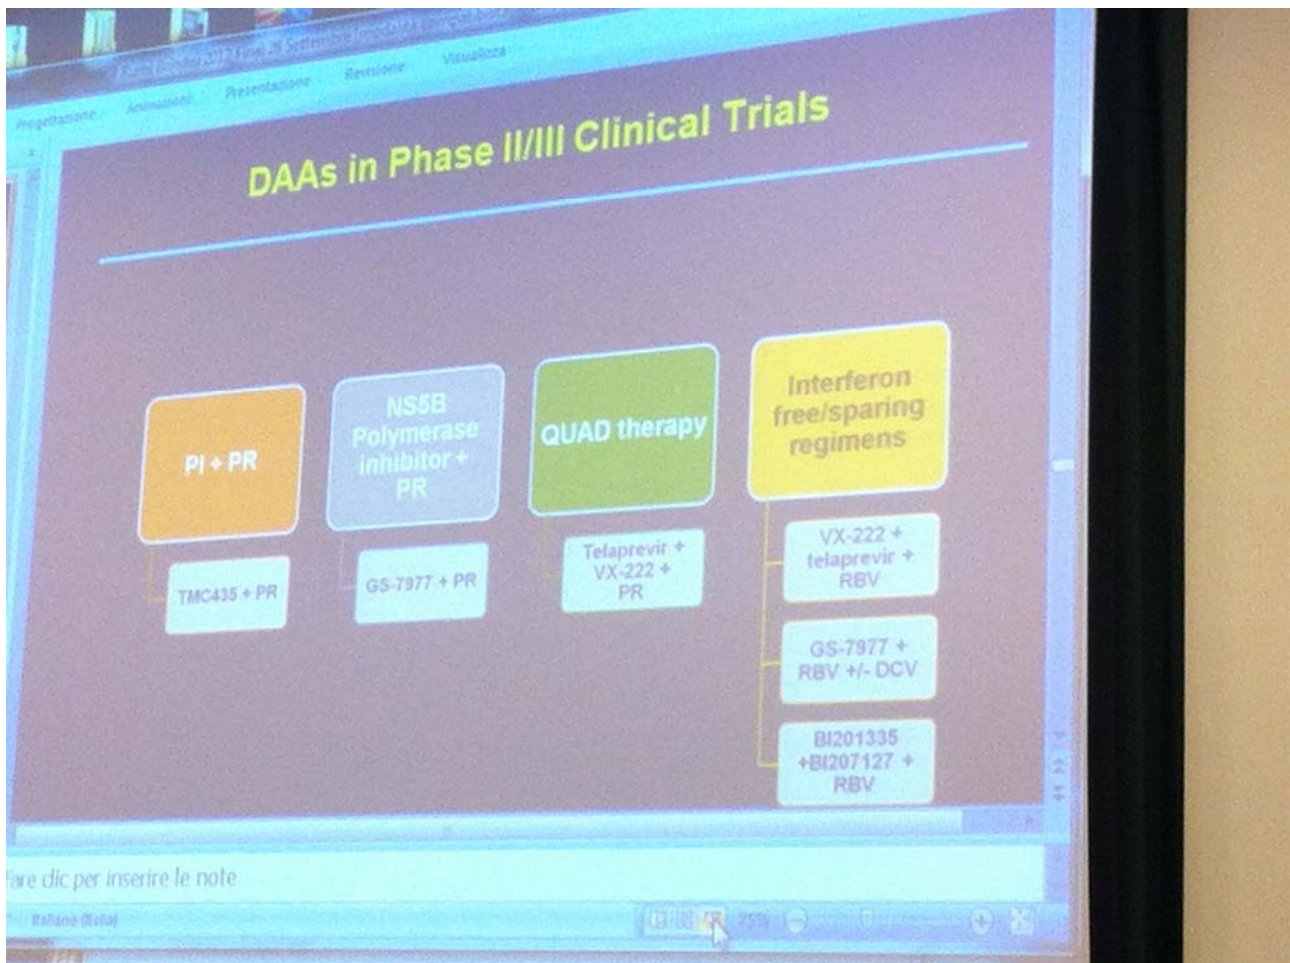 Progettazione Animazioni Presentazione Revisione Visualizza
DAAs in Phase II/III Clinical Trials
PI + PR
NS5B
Polymerase
inhibitor +
PR
QUAD therapy
Interferon
free/sparing
regimens
TMC435 + PR
GS-7977 + PR
Telaprevir +
VX-222 +
PR
VX-222 +
telaprevir +
RBV
GS-7977 +
RBV +/- DCV
BI201335
+BI207127 +
RBV
Fare clic per inserire le note
Italiano (Italia)
75%